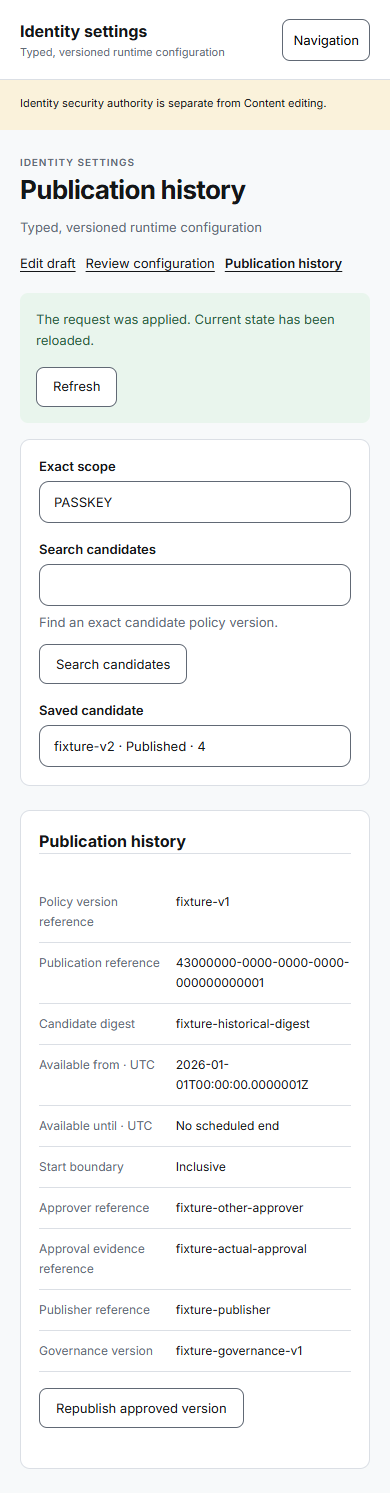 Identity settings
Typed, versioned runtime configuration
Navigation
Identity security authority is separate from Content editing.
IDENTITY SETTINGS
Publication history
Typed, versioned runtime configuration
Edit draft Review configuration Publication history
The request was applied. Current state has been
reloaded.
Refresh
Exact scope
PASSKEY
Search candidates
Find an exact candidate policy version.
Search candidates
Saved candidate
fixture-v2 · Published · 4
Publication history
Policy version
reference
fixture-v1
Publication reference
43000000-0000-0000-0000-
000000000001
Candidate digest
fixture-historical-digest
Available from · UTC
2026-01-
01T00:00:00.0000001Z
Available until · UTC
No scheduled end
Start boundary
Inclusive
Approver reference
fixture-other-approver
Approval evidence
reference
fixture-actual-approval
Publisher reference
fixture-publisher
Governance version
fixture-governance-v1
Republish approved version